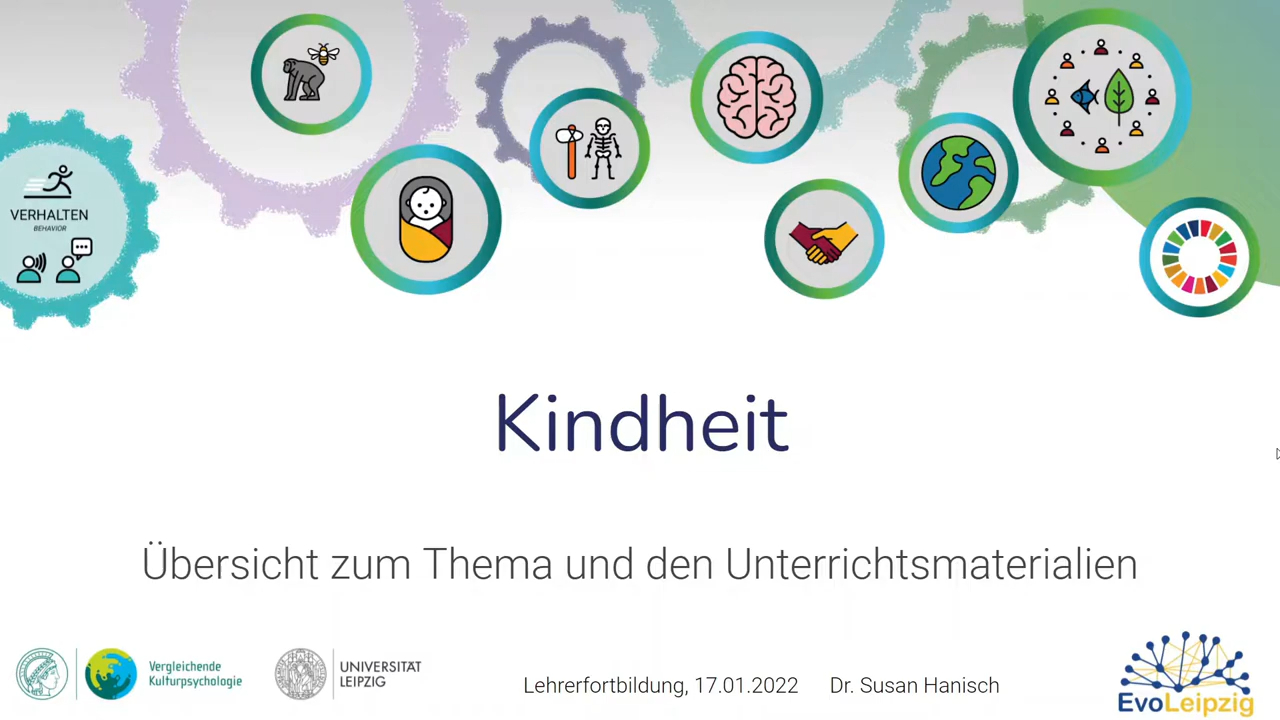 VERHALTEN
BEHAVIOR
Kindheit
Übersicht zum Thema und den Unterrichtsmaterialien
Vergleichende
Kulturpsychologie
UNIVERSITÄT
LEIPZIG
Lehrerfortbildung, 17.01.2022 Dr. Susan Hanisch
EvoLeipzig